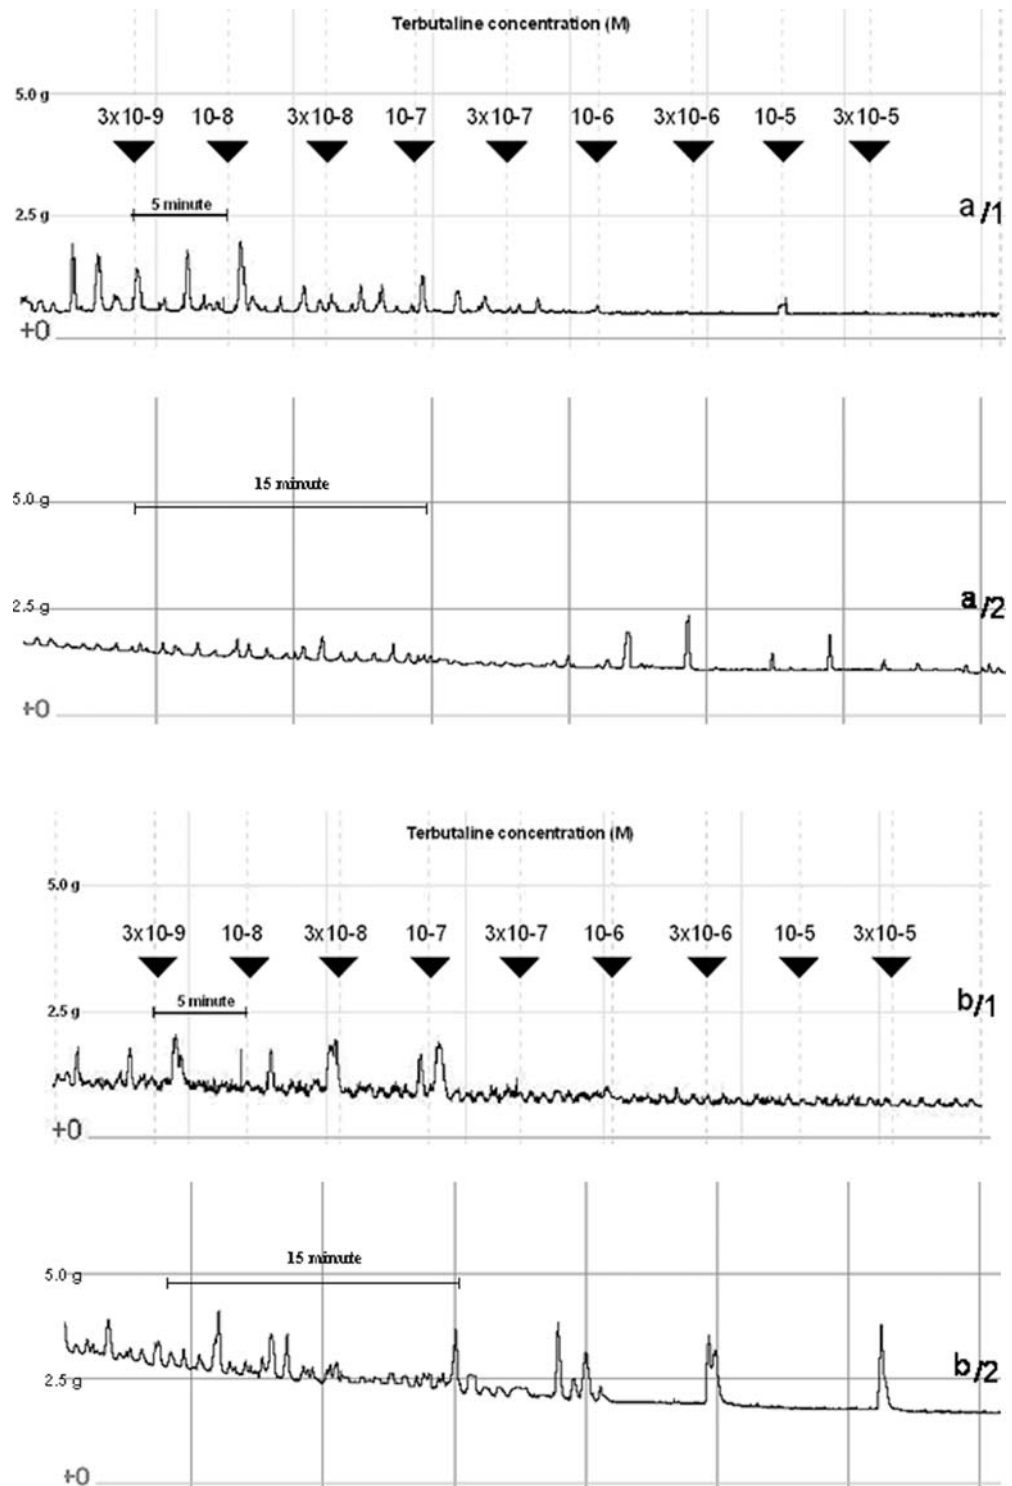 Terbutaline concentration (M)
5.0 g
3x10-9 10-8 3x10-8 10-7 3x10-7 10-6 3x10-6 10-5 3x10-5
5 minute
2.5 g
a/1
+0
15 minute
5.0 g
2.5 g
a/2
+0
Terbutaline concentration (M)
5.0 g
3x10-9 10-8 3x10-8 10-7 3x10-7 10-6 3x10-6 10-5 3x10-5
5 minute
2.5 g
b/1
+0
15 minute
5.0 g
2.5 g
b/2
+0